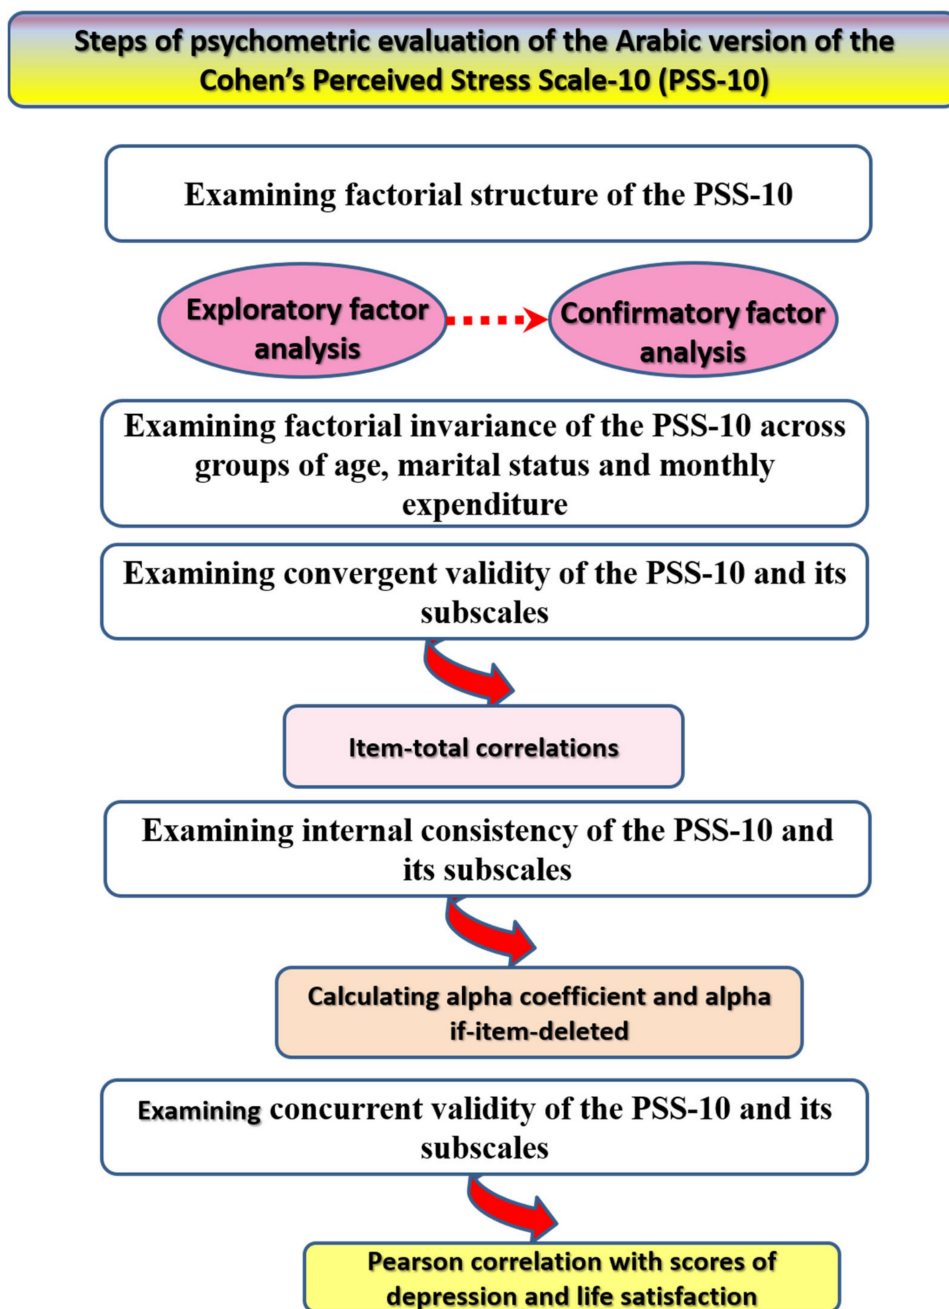 Steps of psychometric evaluation of the Arabic version of the
Cohen’s Perceived Stress Scale-10 (PSS-10)
Examining factorial structure of the PSS-10
Exploratory factor
analysis
Confirmatory factor
analysis
Examining factorial invariance of the PSS-10 across
groups of age, marital status and monthly
expenditure
Examining convergent validity of the PSS-10 and its
subscales
Item-total correlations
Examining internal consistency of the PSS-10 and
its subscales
Calculating alpha coefficient and alpha
if-item-deleted
Examining concurrent validity of the PSS-10 and its
subscales
Pearson correlation with scores of
depression and life satisfaction